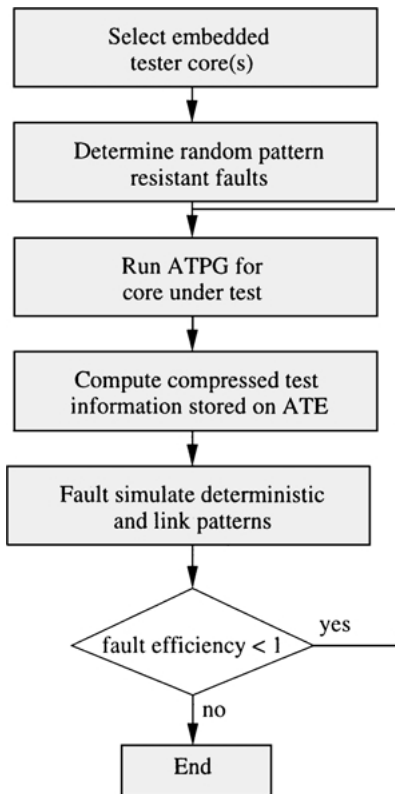 Select embedded
tester core(s)
Determine random pattern
resistant faults
Run ATPG for
core under test
Compute compressed test
information stored on ATE
Fault simulate deterministic
and link patterns
fault efficiency < 1
yes
no
End